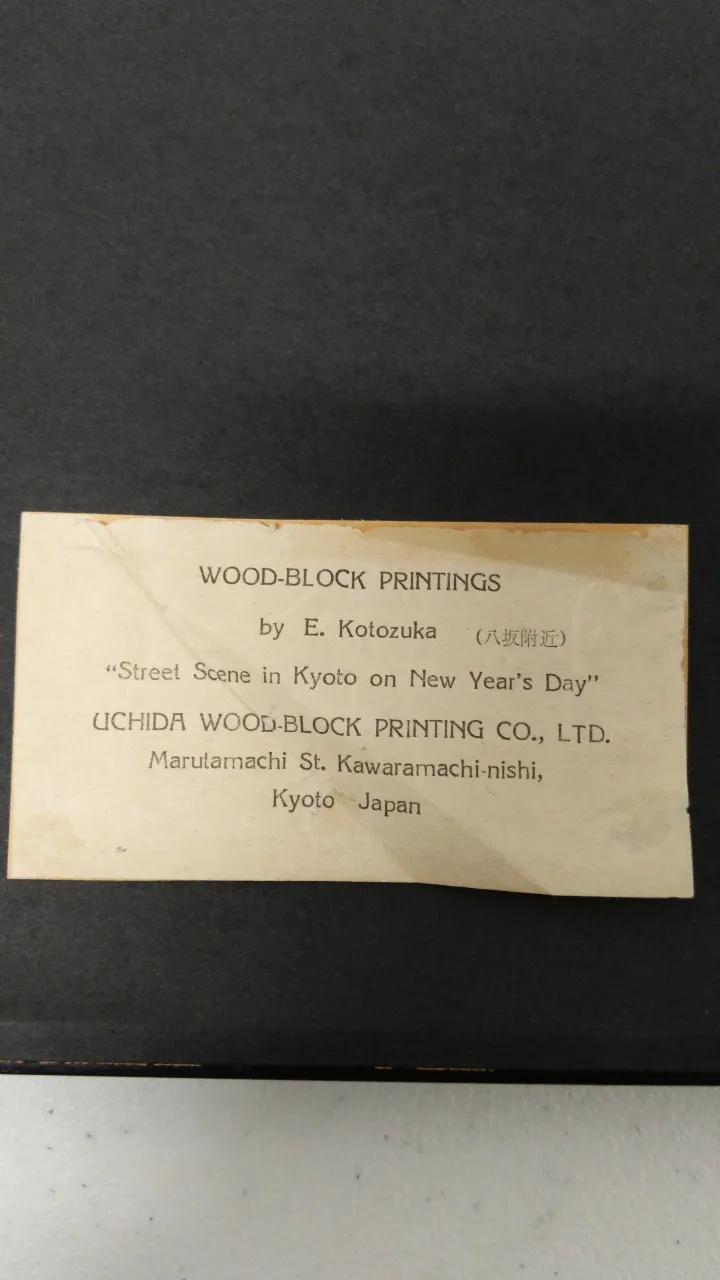 WOOD-BLOCK PRINTINGS
by E. Kotozuka (八坂附近)
“Street Scene in Kyoto on New Year's Day”
UCHIDA WOOD-BLOCK PRINTING CO., LTD.
Marutamachi St. Kawaramachi-nishi,
Kyoto Japan